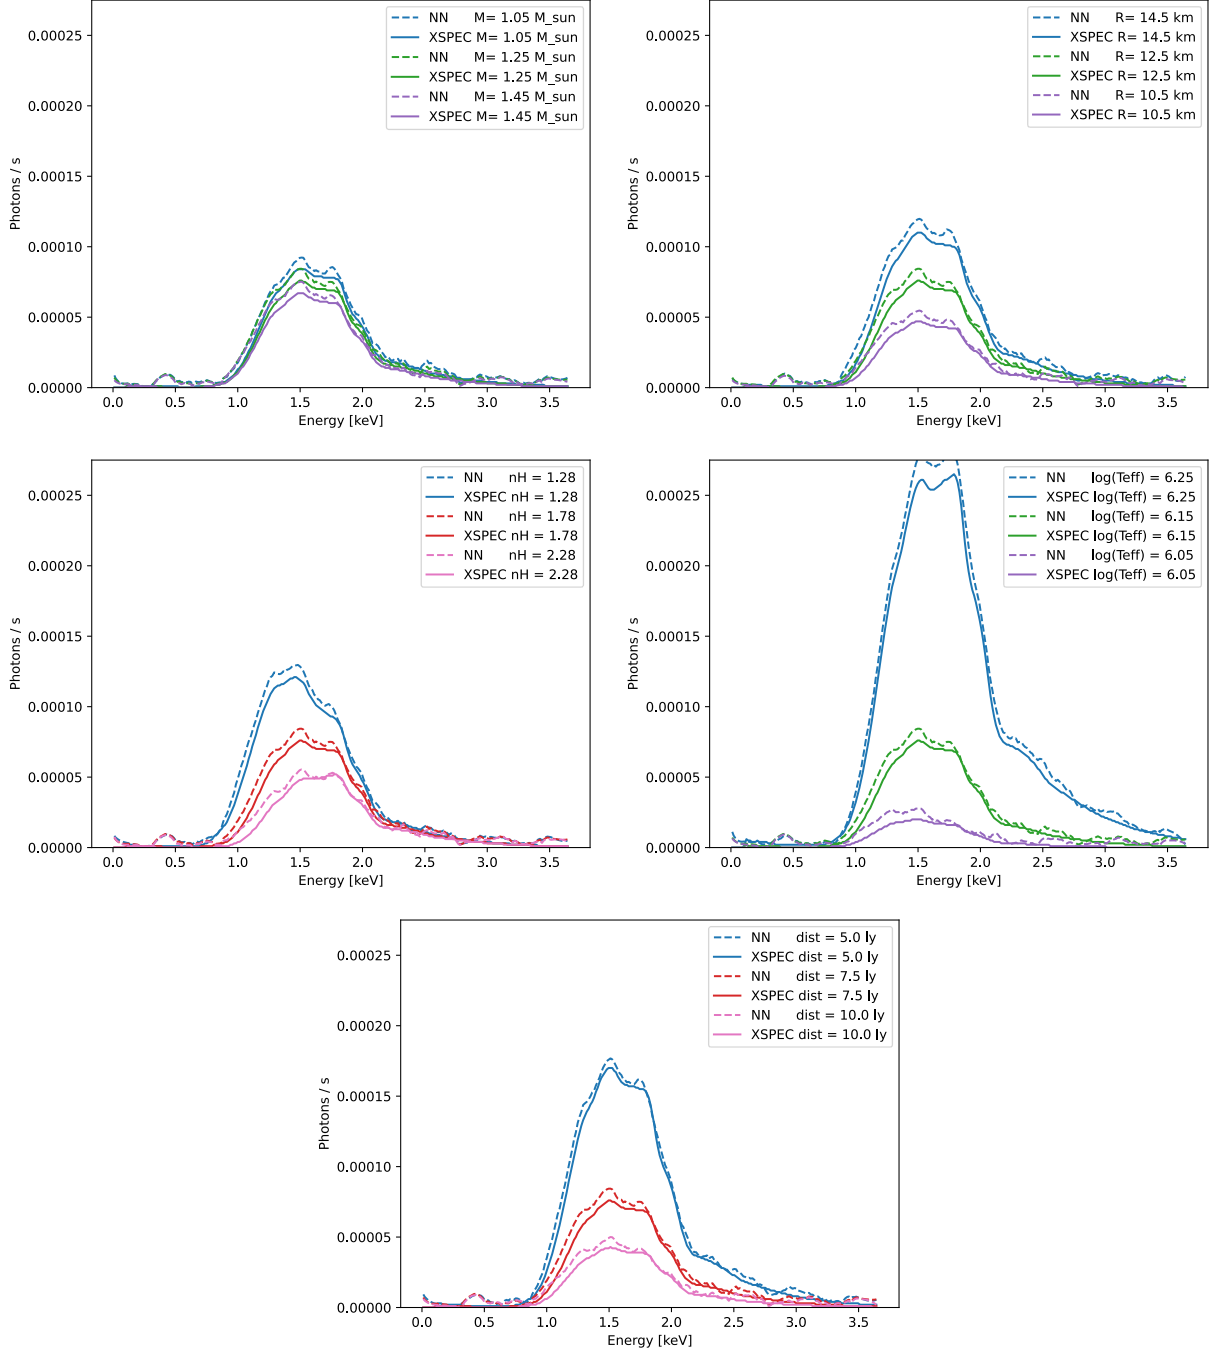 NN M= 1.05 M_sun
XSPEC M= 1.05 M_sun
NN M= 1.25 M_sun
XSPEC M= 1.25 M_sun
NN M= 1.45 M_sun
XSPEC M= 1.45 M_sun
0.00025
0.00020
0.00015
0.00010
0.00005
0.00000
Photons / s
0.0 0.5 1.0 1.5 2.0 2.5 3.0 3.5
Energy [keV]
NN R= 14.5 km
XSPEC R= 14.5 km
NN R= 12.5 km
XSPEC R= 12.5 km
NN R= 10.5 km
XSPEC R= 10.5 km
0.00025
0.00020
0.00015
0.00010
0.00005
0.00000
Photons / s
0.0 0.5 1.0 1.5 2.0 2.5 3.0 3.5
Energy [keV]
NN nH = 1.28
XSPEC nH = 1.28
NN nH = 1.78
XSPEC nH = 1.78
NN nH = 2.28
XSPEC nH = 2.28
0.00025
0.00020
0.00015
0.00010
0.00005
0.00000
Photons / s
0.0 0.5 1.0 1.5 2.0 2.5 3.0 3.5
Energy [keV]
NN log(Teff) = 6.25
XSPEC log(Teff) = 6.25
NN log(Teff) = 6.15
XSPEC log(Teff) = 6.15
NN log(Teff) = 6.05
XSPEC log(Teff) = 6.05
0.00025
0.00020
0.00015
0.00010
0.00005
0.00000
Photons / s
0.0 0.5 1.0 1.5 2.0 2.5 3.0 3.5
Energy [keV]
NN dist = 5.0 ly
XSPEC dist = 5.0 ly
NN dist = 7.5 ly
XSPEC dist = 7.5 ly
NN dist = 10.0 ly
XSPEC dist = 10.0 ly
0.00025
0.00020
0.00015
0.00010
0.00005
0.00000
Photons / s
0.0 0.5 1.0 1.5 2.0 2.5 3.0 3.5
Energy [keV]